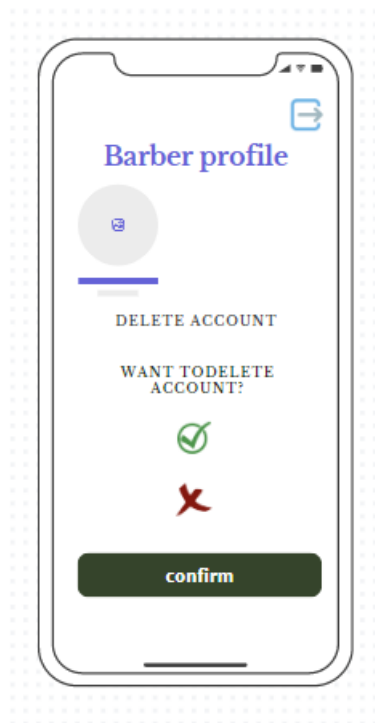 Barber profile
DELETE ACCOUNT
WANT TODELETE
ACCOUNT?
confirm